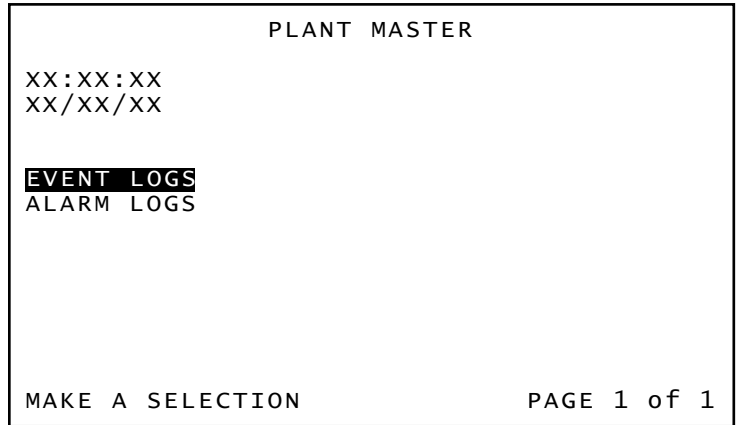 PLANT MASTER
XX:XX:XX
XX/XX/XX
EVENT LOGS
ALARM LOGS
MAKE A SELECTION PAGE 1 of 1